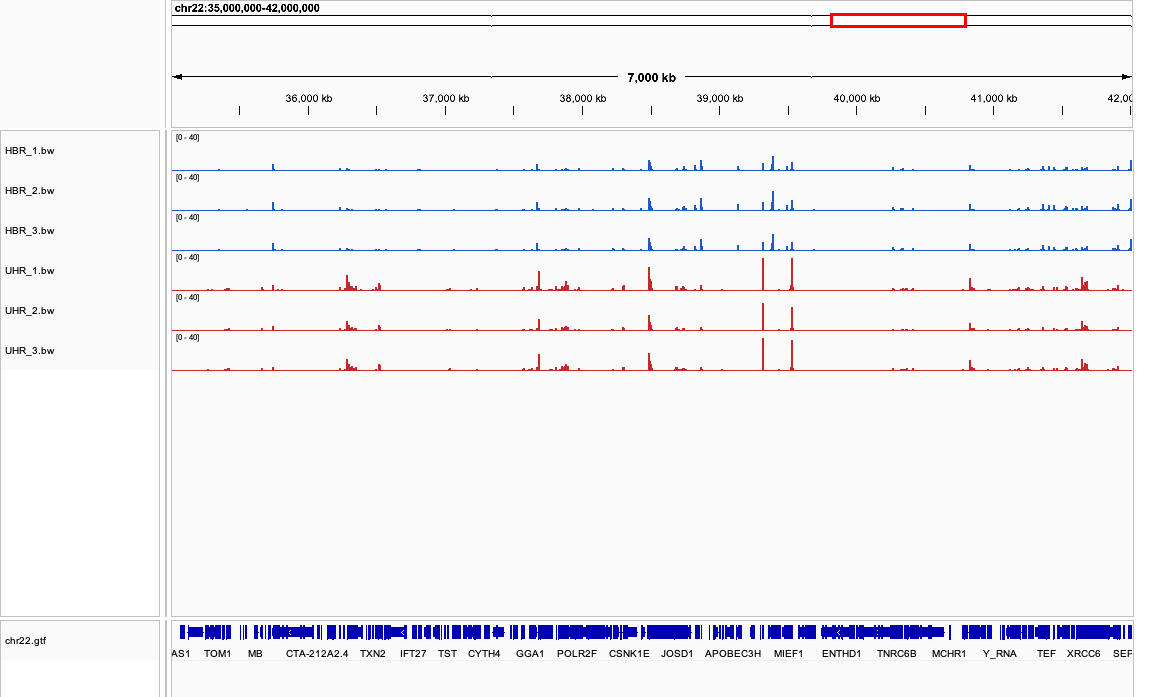 chr22:35,000,000-42,000,000
7,000 kb
36,000 kb 37,000 kb 38,000 kb 39,000 kb 40,000 kb 41,000 kb 42,0
[0 - 40]
HBR_1.bw
[0 - 40]
HBR_2.bw
[0 - 40]
HBR_3.bw
[0 - 40]
UHR_1.bw
[0 - 40]
UHR_2.bw
[0 - 40]
UHR_3.bw
chr22.gtf
AS1 TOM1 MB CTA-212A2.4 TXN2 IFT27 TST CYTH4 GGA1 POLR2F CSNK1E JOSD1 APOBEC3H MIEF1 ENTHD1 TNRC6B MCHR1 Y_RNA TEF XRCC6